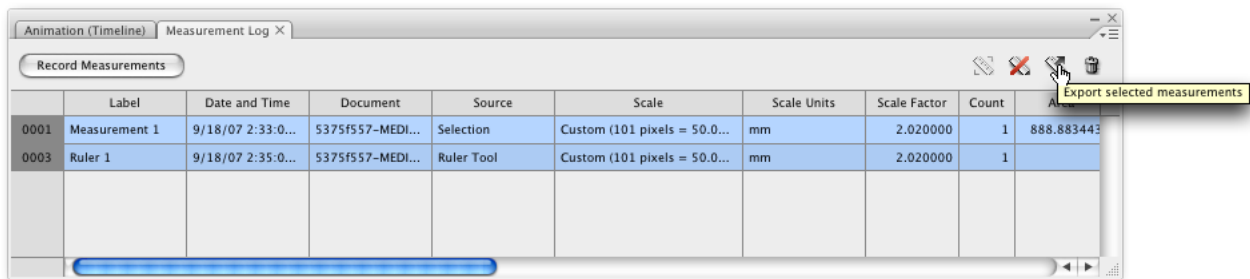 Animation (Timeline) Measurement Log
Record Measurements
Export selected measurements
Label Date and Time Document Source Scale Scale Units Scale Factor Count
0001 Measurement 1 9/18/07 2:33:0... 5375f557-MEDI... Selection Custom (101 pixels = 50.0... mm 2.020000 1 888.883443
0003 Ruler 1 9/18/07 2:35:0... 5375f557-MEDI... Ruler Tool Custom (101 pixels = 50.0... mm 2.020000 1